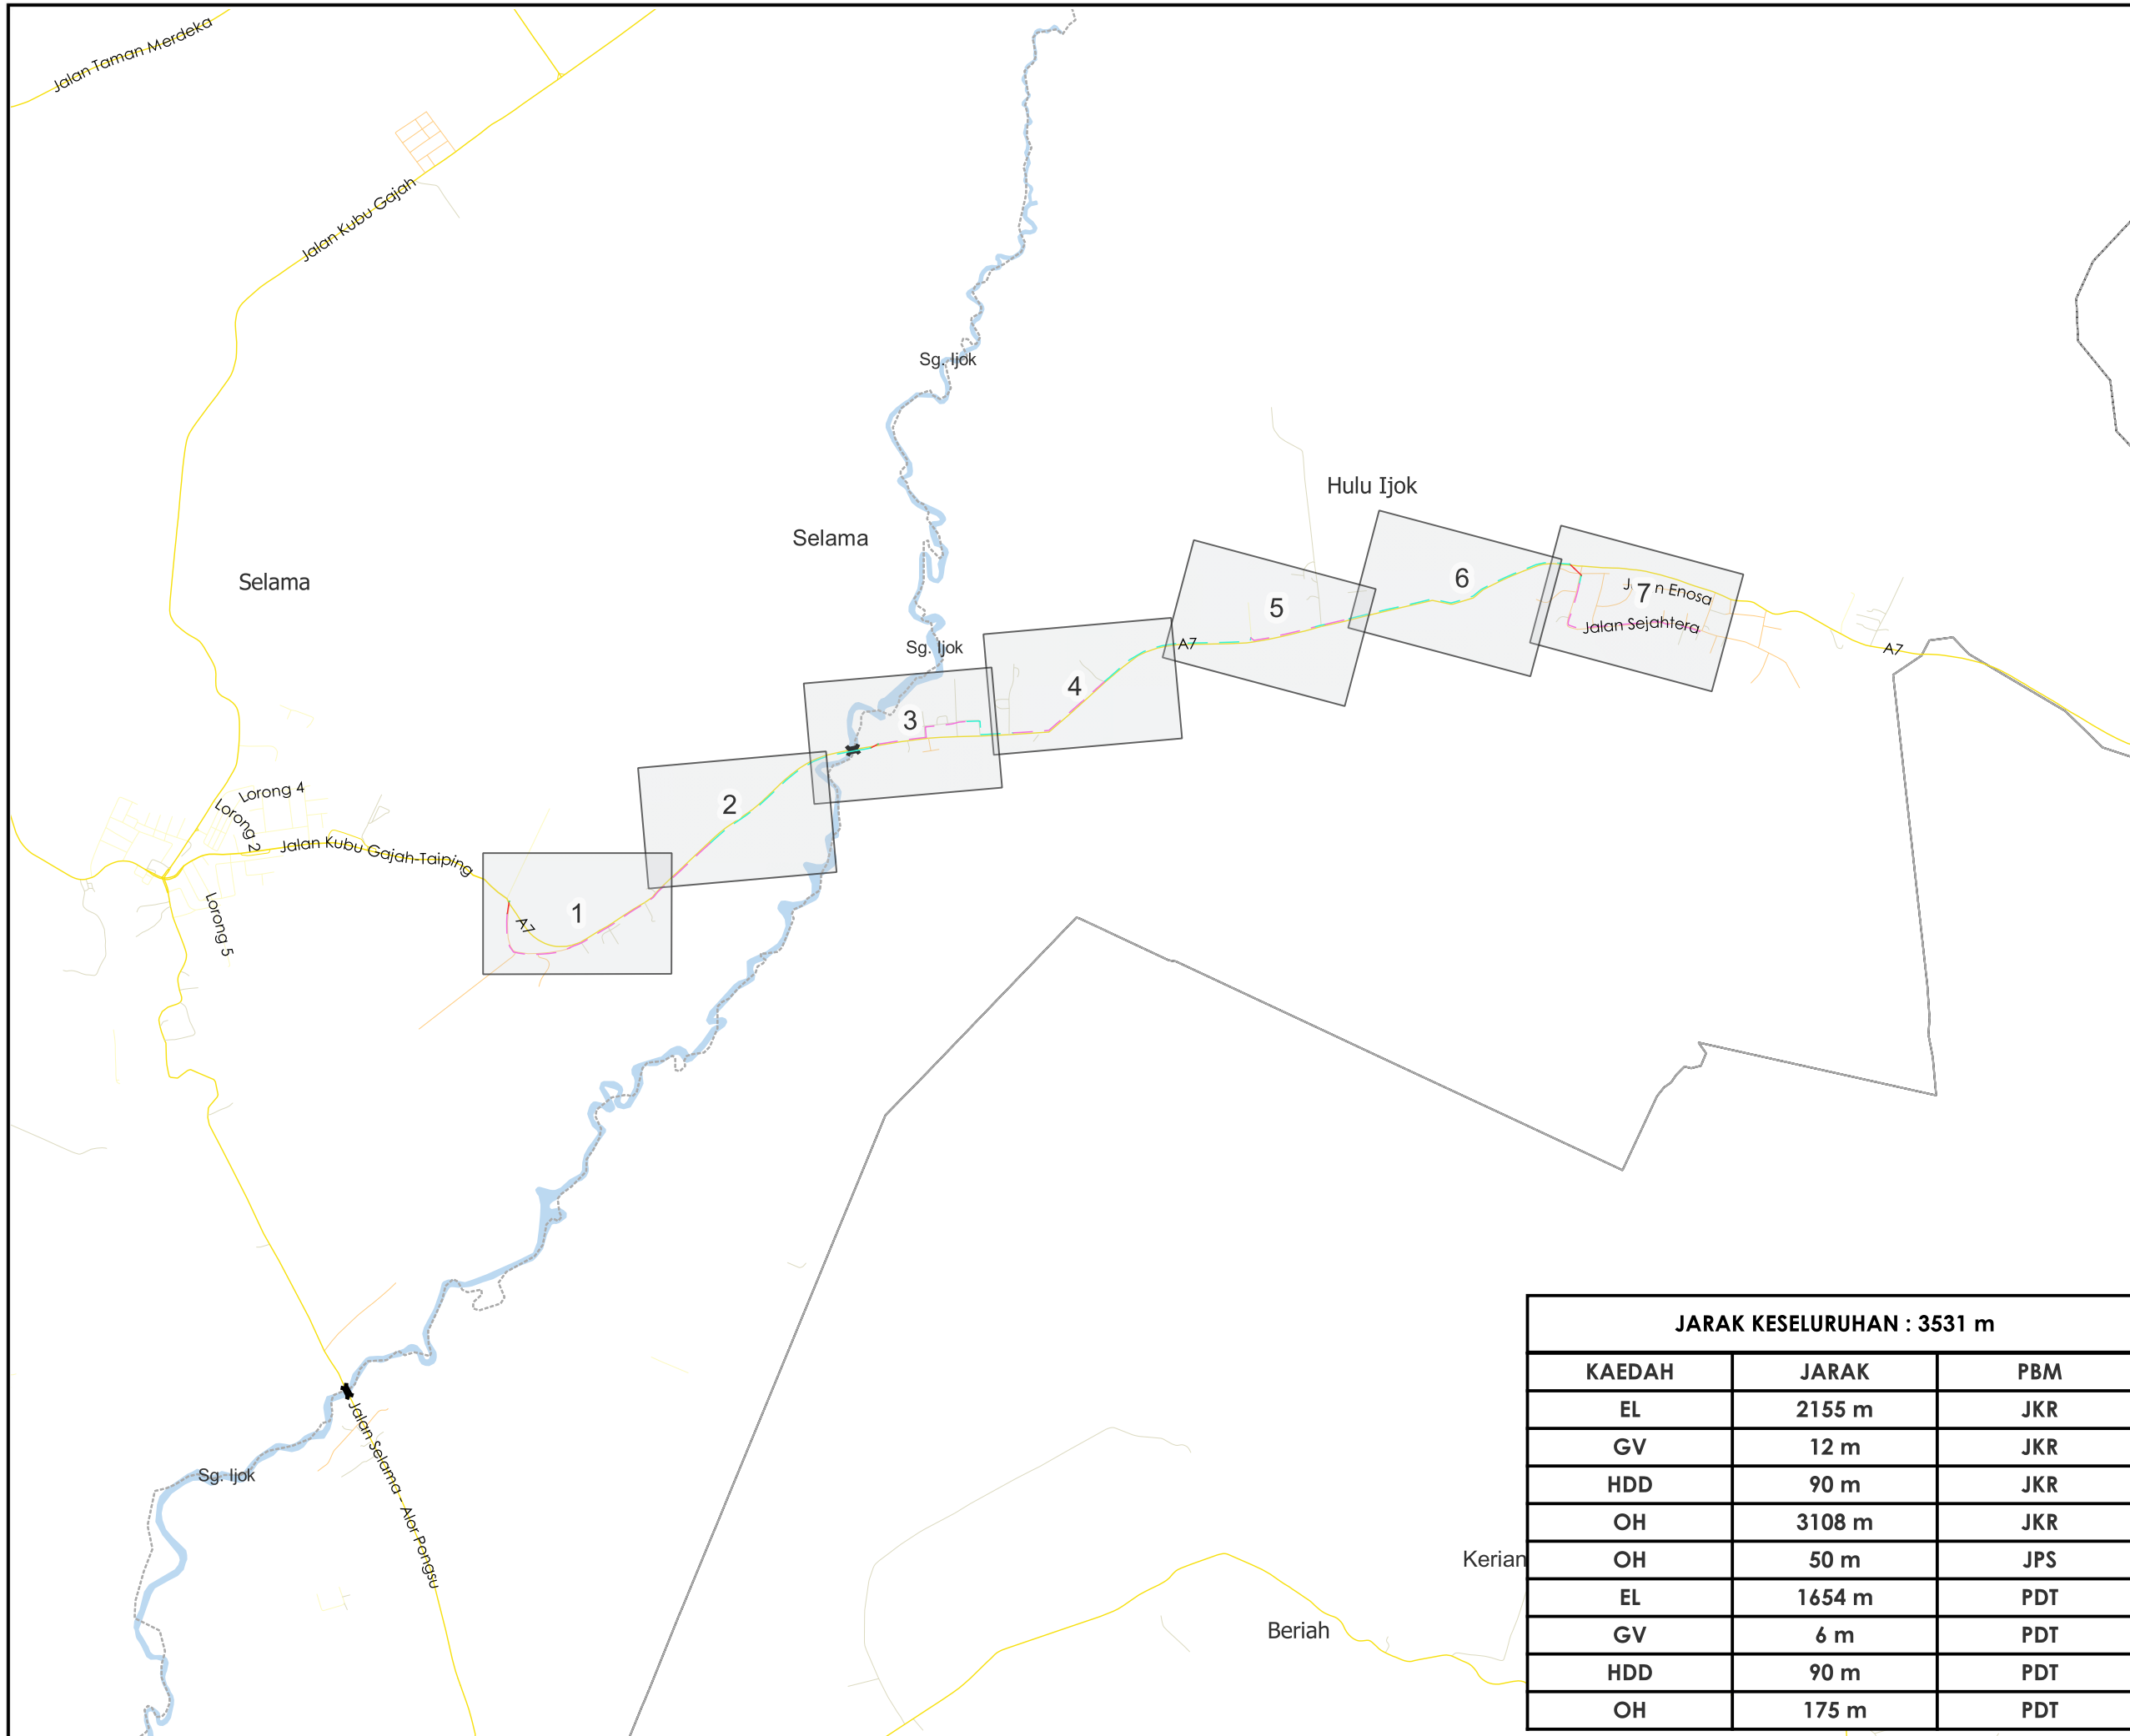 Jalan Taman Merdeka
Jalan Kubu Gajah
Sg. Ijok
Hulu Ijok
Selama
Selama
6
J n Enosa
7
5
Jalan Sejahtera
Sg. Ijok
A7
A7
4
3
Lorong 4
2
Lorong 2
Jalan Kubu Gajah-Taiping
1
A7
Lorong 5
Jalan Selama - Alor Pongsu
Sg. Ijok
Kerian
Beriah
JARAK KESELURUHAN : 3531 m
KAEDAH JARAK PBM
EL 2155 m JKR
GV 12 m JKR
HDD 90 m JKR
OH 3108 m JKR
OH 50 m JPS
EL 1654 m PDT
GV 6 m PDT
HDD 90 m PDT
OH 175 m PDT